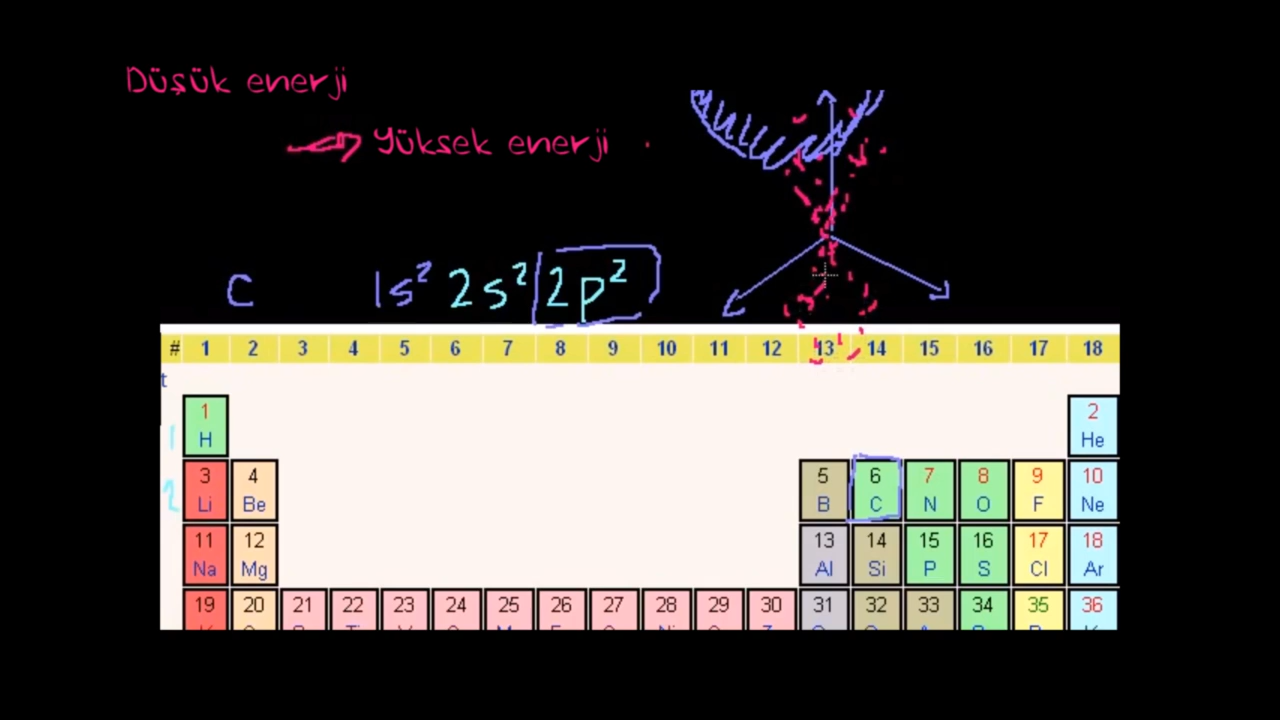 Düşük enerji
Yüksek enerji
C 1s² 2s² 2p²
# 1 2 3 4 5 6 7 8 9 10 11 12 13 14 15 16 17 18
t
1 2
1 H He
3 4 5 6 7 8 9 10
2 Li Be B C N O F Ne
11 12 13 14 15 16 17 18
Na Mg Al Si P S Cl Ar
19 20 21 22 23 24 25 26 27 28 29 30 31 32 33 34 35 36